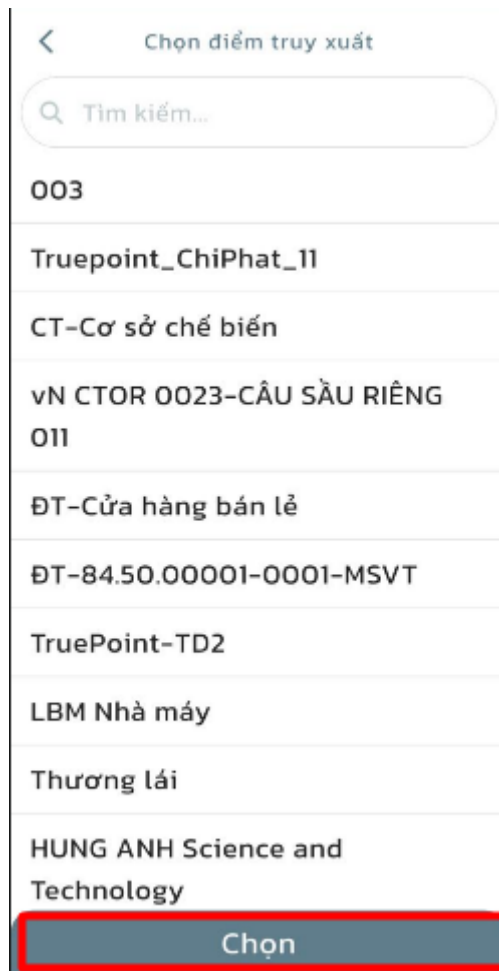 Chọn điểm truy xuất
Tìm kiếm...
003
Truepoint_ChiPhat_11
CT-Cơ sở chế biến
vN CTOR 0023-CÂU SẦU RIÊNG
011
ĐT-Cửa hàng bán lẻ
ĐT-84.50.00001-0001-MSVT
TruePoint-TD2
LBM Nhà máy
Thương lái
HUNG ANH Science and
Technology
Chọn